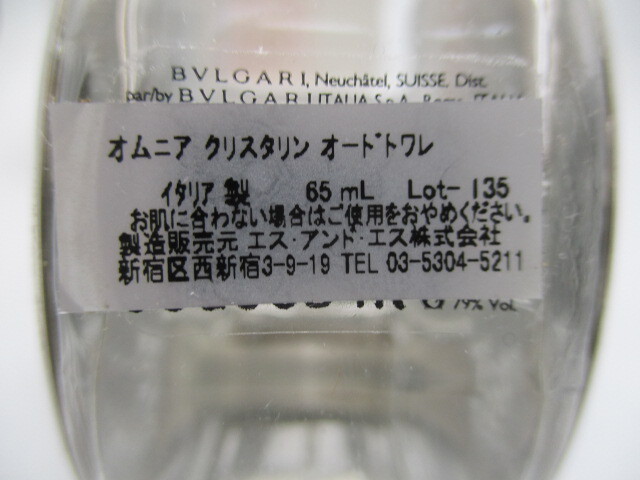 BVLGARI, Neuchâtel, SUISSE. Dist.
par/by BVLGARI ITALIA S.p.A.
オムニア クリスタリン オードトワレ
イタリア製 65 mL Lot- 135
お肌に合わない場合はご使用をおやめください。
製造販売元 エス・アンド・エス株式会社
新宿区西新宿3-9-19 TEL 03-5304-5211
79% Vol.